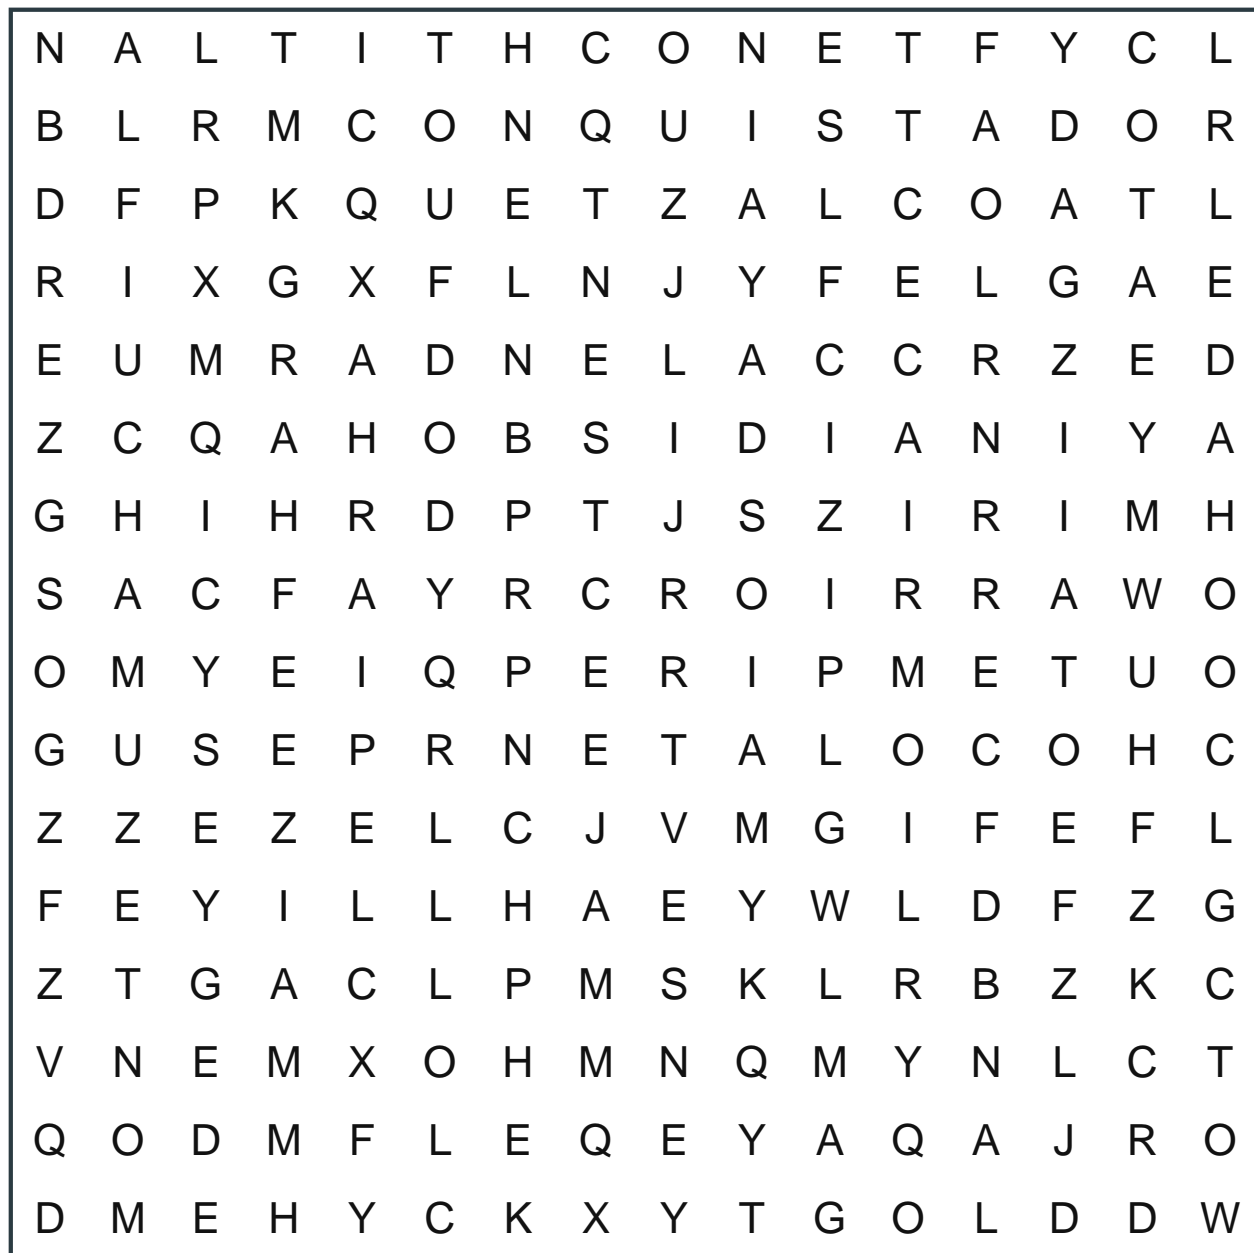 N A L T I T H C O N E T F Y C L
B L R M C O N Q U I S T A D O R
D F P K Q U E T Z A L C O A T L
R I X G X F L N J Y F E L G A E
E U M R A D N E L A C C R Z E D
Z C Q A H O B S I D I A N I Y A
G H I H R D P T J S Z I R I M H
S A C F A Y R C R O I R R A W O
O M Y E I Q P E R I P M E T U O
G U S E P R N E T A L O C O H C
Z Z E Z E L C J V M G I F E F L
F E Y I L L H A E Y W L D F Z G
Z T G A C L P M S K L R B Z K C
V N E M X O H M N Q M Y N L C T
Q O D M F L E Q E Y A Q A J R O
D M E H Y C K X Y T G O L D D W